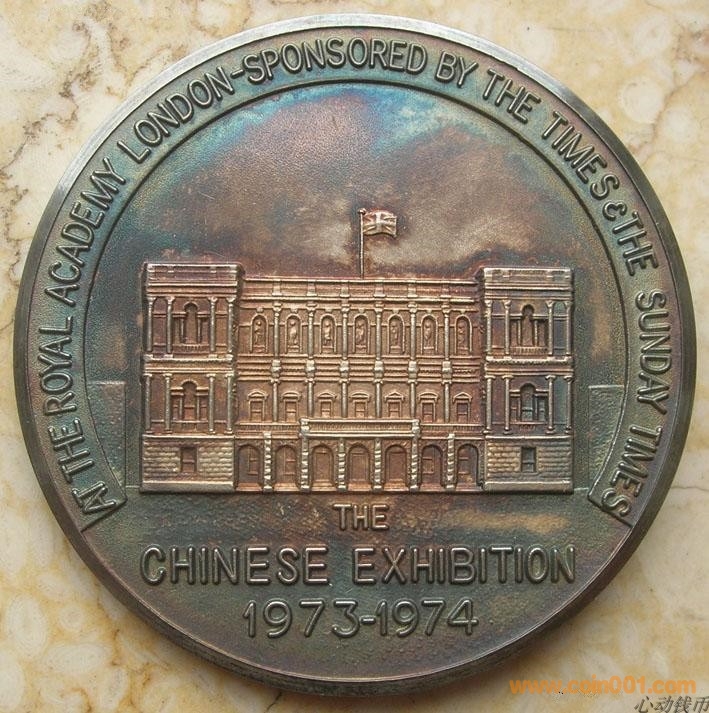 AT THE ROYAL ACADEMY LONDON-SPONSORED BY THE TIMES & THE SUNDAY TIMES
THE
CHINESE EXHIBITION
1973-1974
www.coin001.com
心动钱币